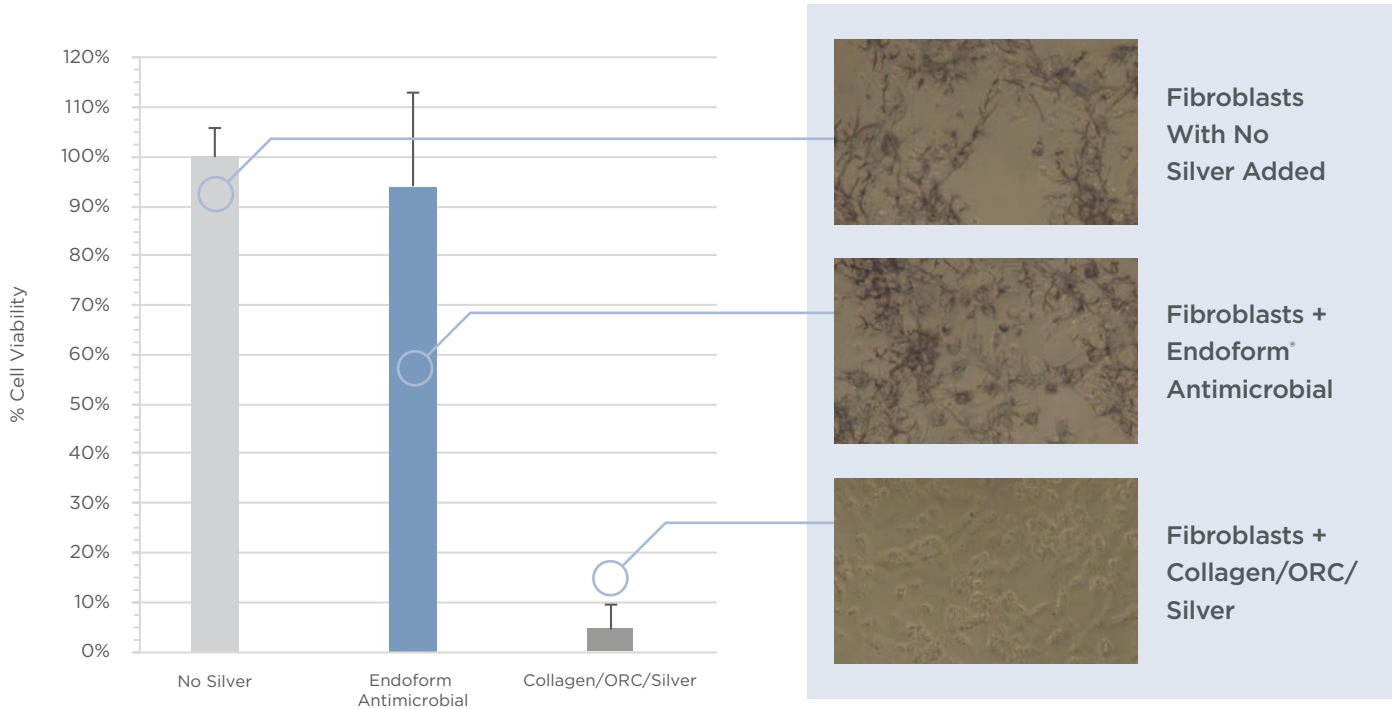 120%
110%
100%
90%
80%
70%
60%
50%
40%
30%
20%
10%
0%
% Cell Viability
No Silver
Endoform
Antimicrobial
Collagen/ORC/Silver
Fibroblasts
With No
Silver Added
Fibroblasts +
Endoform®
Antimicrobial
Fibroblasts +
Collagen/ORC/
Silver